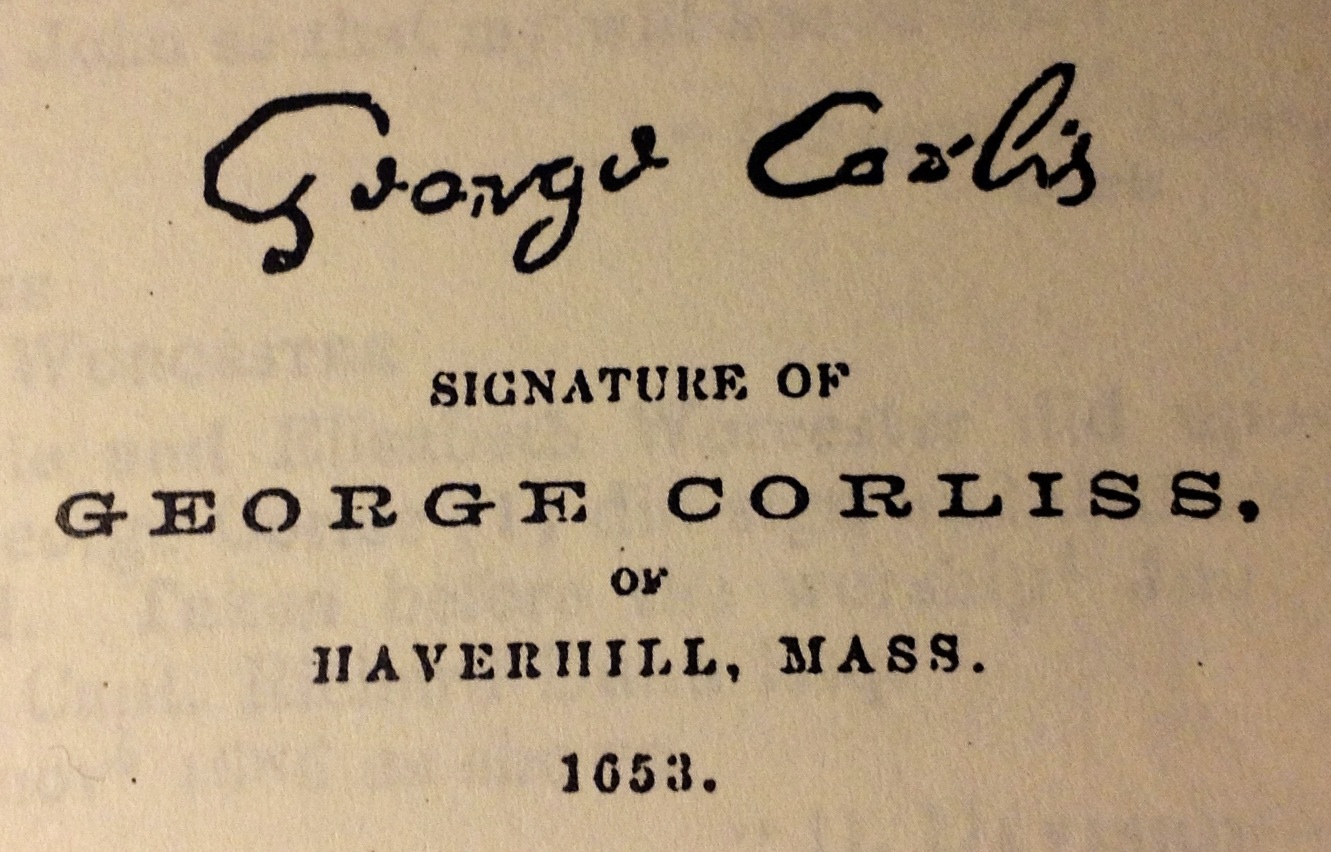 George Corlis
SIGNATURE OF
GEORGE CORLISS,
OF
HAVERHILL, MASS.
1653.